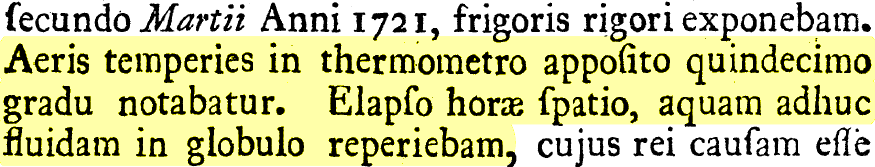 ſecundo Martii Anni 1721, frigoris rigori exponebam.
Aeris temperies in thermometro appoſito quindecimo
gradu notabatur. Elapſo horæ ſpatio, aquam adhuc
fluidam in globulo reperiebam, cujus rei cauſam eſſe